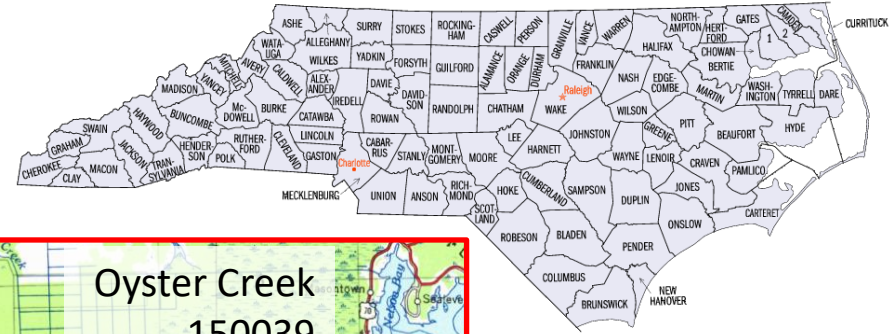 ASHE
ALLEGHANY
SURRY
STOKES
ROCKING-
HAM
CASWELL
PERSON
GRANVILLE
VANCE
WARREN
NORTH-
AMPTON
HERT-
FORD
GATES
CAMDEN
CURRITUCK
1
2
WATA-
UGA
WILKES
YADKIN
FORSYTH
GUILFORD
ALAMANCE
ORANGE
DURHAM
FRANKLIN
HALIFAX
CHOWAN
BERTIE
MITCHELL
AVERY
CALDWELL
ALEX-
ANDER
IREDELL
DAVIE
DAVID-
SON
RANDOLPH
CHATHAM
Raleigh
WAKE
NASH
EDGE-
COMBE
MARTIN
WASH-
INGTON
TYRRELL
DARE
MADISON
YANCEY
Mc-
DOWELL
BURKE
CATAWBA
ROWAN
WILSON
PITT
BEAUFORT
HYDE
SWAIN
HAYWOOD
BUNCOMBE
RUTHER-
FORD
CLEVELAND
LINCOLN
GASTON
CABAR-
RUS
STANLY
MONT-
GOMERY
MOORE
LEE
HARNETT
JOHNSTON
GREENE
WAYNE
LENOIR
CRAVEN
PAMLICO
GRAHAM
CHEROKEE
CLAY
MACON
JACKSON
TRAN-
SYLVANIA
HENDER-
SON
POLK
Charlotte
MECKLENBURG
UNION
ANSON
RICH-
MOND
SCOT-
LAND
HOKE
CUMBERLAND
SAMPSON
DUPLIN
JONES
CARTERET
ROBESON
BLADEN
PENDER
ONSLOW
COLUMBUS
BRUNSWICK
NEW
HANOVER
Creek
Oyster Creek
150039
Nelson Bay
70